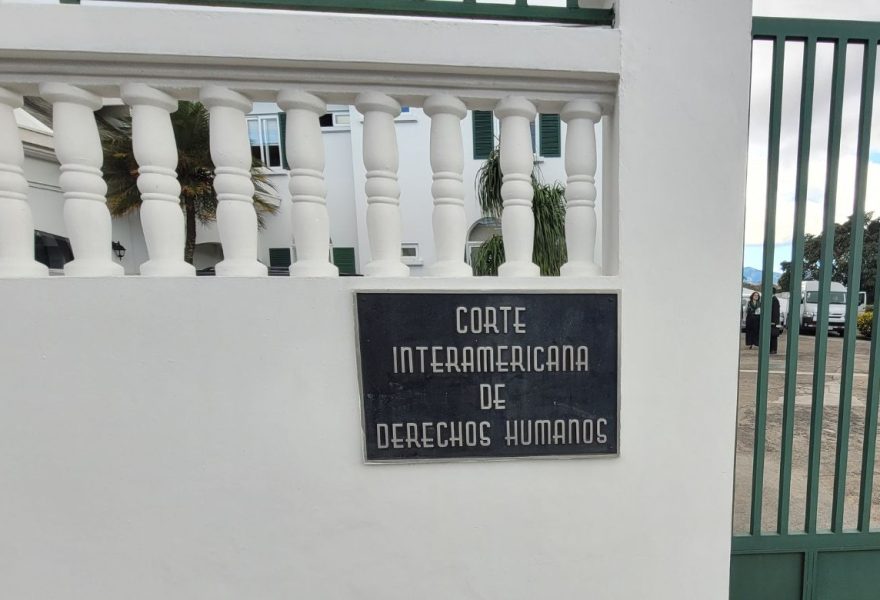 CORTE
INTERAMERICANA
DE
DERECHOS HUMANOS